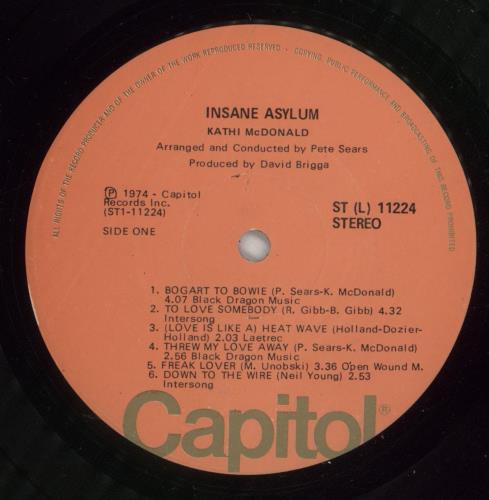 ALL RIGHTS OF THE RECORD PRODUCER AND OF THE OWNER OF THE WORK REPRODUCED RESERVED • COPYING, PUBLIC PERFORMANCE AND BROADCASTING OF THIS RECORD PROHIBITED
INSANE ASYLUM
KATHI McDONALD
Arranged and Conducted by Pete Sears
Produced by David Brigga
℗ 1974 - Capitol
Records Inc.
(ST1-11224)
ST (L) 11224
STEREO
SIDE ONE
1. BOGART TO BOWIE (P. Sears-K. McDonald)
4.07 Black Dragon Music
2. TO LOVE SOMEBODY (R. Gibb-B. Gibb) 4.32
Intersong
3. (LOVE IS LIKE A) HEAT WAVE (Holland-Dozier-
Holland) 2.03 Laetrec
4. THREW MY LOVE AWAY (P. Sears-K. McDonald)
2.56 Black Dragon Music
5. FREAK LOVER (M. Unobski) 3.36 Open Wound M.
6. DOWN TO THE WIRE (Neil Young) 2.53
Intersong
Capitol®